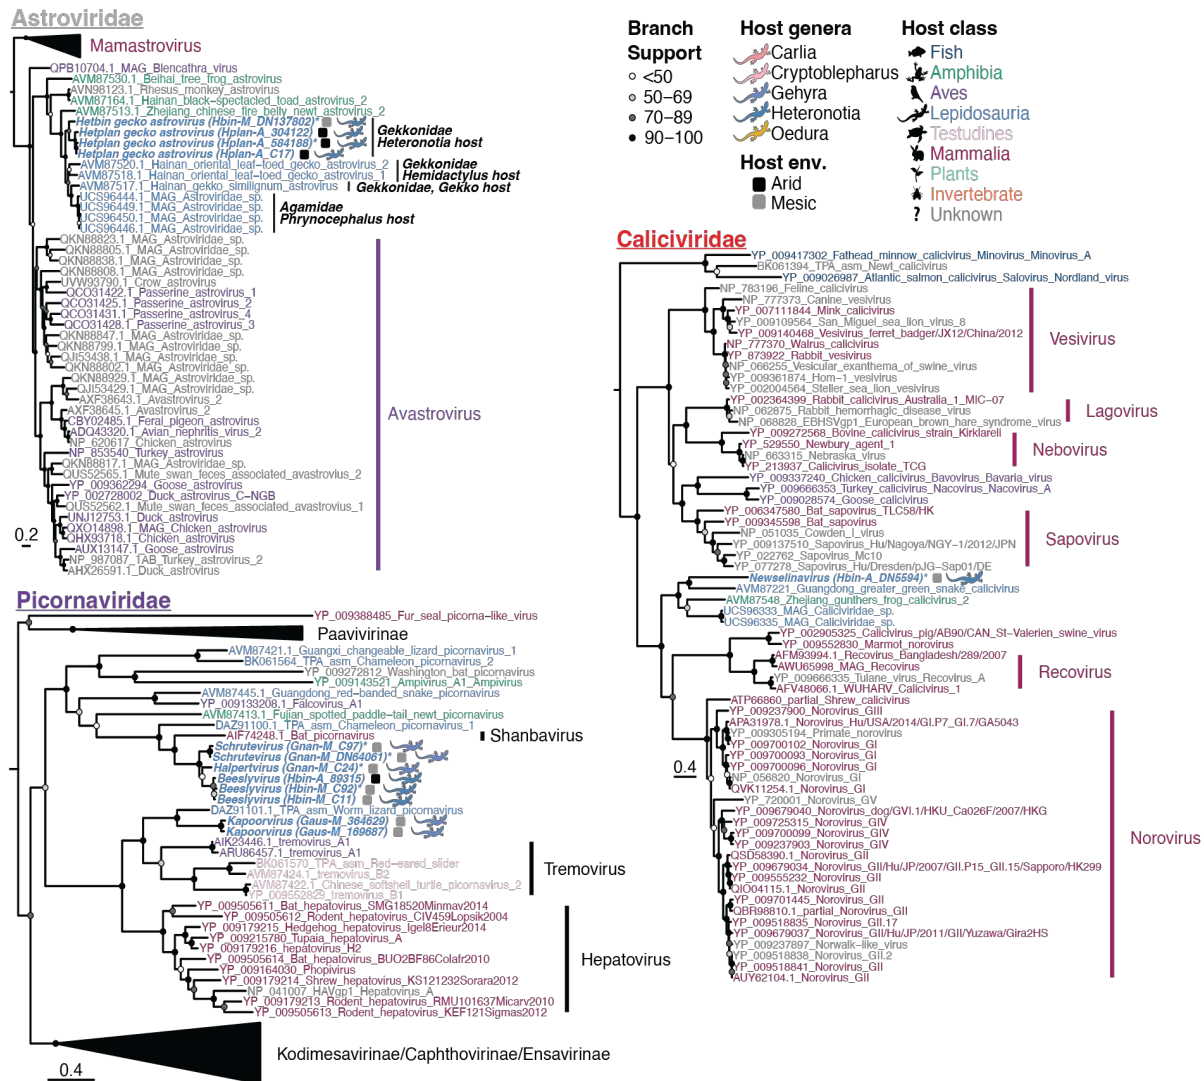 Astroviridae
Mamastrovirus
QPB10704.1_MAG_Blencathra_virus
AVM87530.1_Beihai_tree_frog_astrovirus
AVN98123.1_Rhesus_monkey_astrovirus
AVM87164.1_Hainan_black-spectacled_toad_astrovirus_2
AVM87513.1_Zhejiang_chinese_fire_belly_newt_astrovirus_2
Hetbin gecko astrovirus (Hbin-M_DN137802)*
Hetplan gecko astrovirus (Hplan-A_304122)
Hetplan gecko astrovirus (Hplan-A_584188)*
Hetplan gecko astrovirus (Hplan-A_C17)
Gekkonidae
Heteronotia host
AVM87520.1_Hainan_oriental_leaf-toed_gecko_astrovirus_2
AVM87518.1_Hainan_oriental_leaf-toed_gecko_astrovirus_1
Gekkonidae
Hemidactylus host
AVM87517.1_Hainan_gekko_similignum_astrovirus
Gekkonidae, Gekko host
UCS96444.1_MAG_Astroviridae_sp.
UCS96449.1_MAG_Astroviridae_sp.
UCS96450.1_MAG_Astroviridae_sp.
UCS96446.1_MAG_Astroviridae_sp.
Agamidae
Phrynocephalus host
QKN88823.1_MAG_Astroviridae_sp.
QKN88805.1_MAG_Astroviridae_sp.
QKN88838.1_MAG_Astroviridae_sp.
QKN88808.1_MAG_Astroviridae_sp.
UVW93790.1_Crow_astrovirus
QCO31422.1_Passerine_astrovirus_1
QCO31425.1_Passerine_astrovirus_2
QCO31431.1_Passerine_astrovirus_4
QCO31428.1_Passerine_astrovirus_3
QKN88847.1_MAG_Astroviridae_sp.
QKN88799.1_MAG_Astroviridae_sp.
QJI53438.1_MAG_Astroviridae_sp.
QKN88802.1_MAG_Astroviridae_sp.
QKN88929.1_MAG_Astroviridae_sp.
QJI53429.1_MAG_Astroviridae_sp.
AXF38643.1_Avastrovirus_2
AXF38645.1_Avastrovirus_2
CBY02485.1_Feral_pigeon_astrovirus
ADQ43320.1_Avian_nephritis_virus_2
NP_620617_Chicken_astrovirus
NP_853540_Turkey_astrovirus
QKN88817.1_MAG_Astroviridae_sp.
QUS52565.1_Mute_swan_feces_associated_avastrovius_2
YP_009362294_Goose_astrovirus
YP_002728002_Duck_astrovirus_C-NGB
QUS52562.1_Mute_swan_feces_associated_avastrovirus_1
UNJ12753.1_Duck_astrovirus
QXO14898.1_MAG_Chicken_astrovirus
QHX93718.1_Chicken_astrovirus
AUX13147.1_Goose_astrovirus
NP_987087_1AB_Turkey_astrovirus_2
AHX26591.1_Duck_astrovirus
Avastrovirus
0.2
Picornaviridae
YP_009388485_Fur_seal_picorna-like_virus
Paavivirinae
AVM87421.1_Guangxi_changeable_lizard_picornavirus_1
BK061564_TPA_asm_Chameleon_picornavirus_2
YP_009272812_Washington_bat_picornavirus
YP_009143521_Ampivirus_A1_Ampivirus
AVM87445.1_Guangdong_red-banded_snake_picornavirus
YP_009133208.1_Falcovirus_A1
AVM87413.1_Fujian_spotted_paddle-tail_newt_picornavirus
DAZ91100.1_TPA_asm_Chameleon_picornavirus_1
AIF74248.1_Bat_picornavirus
Shanbavirus
Schrutevirus (Gnan-M_C97)*
Schrutevirus (Gnan-M_DN64061)*
Halpertvirus (Gnan-M_C24)*
Beeslyvirus (Hbin-A_89315)
Beeslyvirus (Hbin-M_C92)*
Beeslyvirus (Hbin-M_C11)
DAZ91101.1_TPA_asm_Worm_lizard_picornavirus
Kapoorvirus (Gaus-M_364629)
Kapoorvirus (Gaus-M_169687)
AIK23446.1_tremovirus_A1
ARU86457.1_tremovirus_A1
BK061570_TPA_asm_Red-eared_slider
AVM87424.1_tremovirus_B2
AVM87422.1_Chinese_softshell_turtle_picornavirus_2
YP_009552829_tremovirus_B1
Tremovirus
YP_009505611_Bat_hepatovirus_SMG18520Minmav2014
YP_009505612_Rodent_hepatovirus_CIV459Lopsik2004
YP_009179215_Hedgehog_hepatovirus_Igel8Erieur2014
YP_009215780_Tupaia_hepatovirus_A
YP_009179216_hepatovirus_H2
YP_009505614_Bat_hepatovirus_BUO2BF86Colafr2010
YP_009164030_Phopivirus
YP_009179214_Shrew_hepatovirus_KS121232Sorara2012
NP_041007_HAVgp1_Hepatovirus_A
YP_009179213_Rodent_hepatovirus_RMU101637Micarv2010
YP_009505613_Rodent_hepatovirus_KEF121Sigmas2012
Hepatovirus
Kodimesavirinae/Caphthovirinae/Ensavirinae
0.4
Branch
Support
<50
50-69
70-89
90-100
Host genera
Carlia
Cryptoblepharus
Gehyra
Heteronotia
Oedura
Host env.
Arid
Mesic
Host class
Fish
Amphibia
Aves
Lepidosauria
Testudines
Mammalia
Plants
Invertebrate
? Unknown
Caliciviridae
YP_009417302_Fathead_minnow_calicivirus_Minovirus_Minovirus_A
BK061394_TPA_asm_Newt_calicivirus
YP_009026987_Atlantic_salmon_calicivirus_Salovirus_Nordland_virus
NP_783196_Feline_calicivirus
NP_777373_Canine_vesivirus
YP_007111844_Mink_calicivirus
YP_009109564_San_Miguel_sea_lion_virus_8
YP_009140468_Vesivirus_ferret_badger/JX12/China/2012
NP_777370_Walrus_calicivirus
YP_873922_Rabbit_vesivirus
NP_066255_Vesicular_exanthema_of_swine_virus
YP_009361874_Hom-1_vesivirus
YP_002004564_Steller_sea_lion_vesivirus
Vesivirus
YP_002364399_Rabbit_calicivirus_Australia_1_MIC-07
NP_062875_Rabbit_hemorrhagic_disease_virus
NP_068828_EBHSVgp1_European_brown_hare_syndrome_virus
Lagovirus
YP_009272568_Bovine_calicivirus_strain_Kirklareli
YP_529550_Newbury_agent_1
NP_663315_Nebraska_virus
YP_213937_Calicivirus_isolate_TCG
Nebovirus
YP_009337240_Chicken_calicivirus_Bavovirus_Bavaria_virus
YP_009666353_Turkey_calicivirus_Nacovirus_Nacovirus_A
YP_009028574_Goose_calicivirus
YP_006347580_Bat_sapovirus_TLC58/HK
YP_009345598_Bat_sapovirus
NP_051035_Cowden_I_virus
YP_009137510_Sapovirus_Hu/Nagoya/NGY-1/2012/JPN
YP_022762_Sapovirus_Mc10
YP_077278_Sapovirus_Hu/Dresden/pJG-Sap01/DE
Sapovirus
Newselinavirus (Hbin-A_DN5594)*
AVM87221_Guangdong_greater_green_snake_calicivirus
AVM87548_Zhejiang_gunthers_frog_calicivirus_2
UCS96333_MAG_Caliciviridae_sp.
UCS96335_MAG_Caliciviridae_sp.
YP_002905325_Calicivirus_pig/AB90/CAN_St-Valerien_swine_virus
YP_009552830_Marmot_norovirus
AFM93994.1_Recovirus_Bangladesh/289/2007
AWU65998_MAG_Recovirus
YP_009666335_Tulane_virus_Recovirus_A
AFV48066.1_WUHARV_Calicivirus_1
Recovirus
ATP66860_partial_Shrew_calicivirus
YP_009237900_Norovirus_GIII
APA31978.1_Norovirus_Hu/USA/2014/GI.P7_GI.7/GA5043
YP_009305194_Primate_norovirus
YP_009700102_Norovirus_GI
YP_009700093_Norovirus_GI
YP_009700096_Norovirus_GI
NP_056820_Norovirus_GI
QVK11254.1_Norovirus_GI
YP_720001_Norovirus_GV
YP_009679040_Norovirus_dog/GVI.1/HKU_Ca026F/2007/HKG
YP_009725315_Norovirus_GIV
YP_009700099_Norovirus_GIV
YP_009237903_Norovirus_GIV
QSD58390.1_Norovirus_GII
YP_009679034_Norovirus_GII/Hu/JP/2007/GII.P15_GII.15/Sapporo/HK299
YP_009555232_Norovirus_GII
QIO04115.1_Norovirus_GII
YP_009701445_Norovirus_GII
QBR98810.1_partial_Norovirus_GII
YP_009518835_Norovirus_GII.17
YP_009679037_Norovirus_GII/Hu/JP/2011/GII/Yuzawa/Gira2HS
YP_009237897_Norwalk-like_virus
YP_009518838_Norovirus_GII.2
YP_009518841_Norovirus_GII
AUY62104.1_Norovirus_GII
Norovirus
0.4